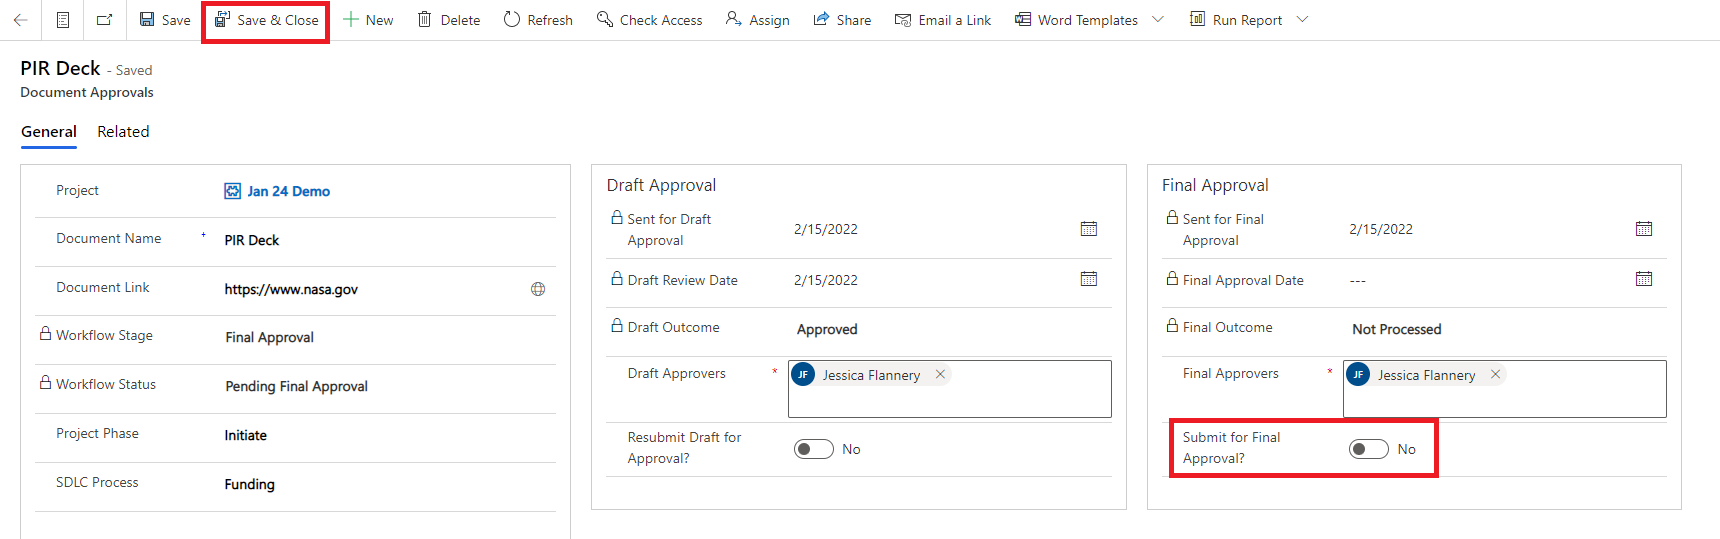 Save Save & Close New Delete Refresh Check Access Assign Share Email a Link Word Templates Run Report
PIR Deck - Saved
Document Approvals
General Related
Project Jan 24 Demo
Document Name + PIR Deck
Document Link https://www.nasa.gov
Workflow Stage Final Approval
Workflow Status Pending Final Approval
Project Phase Initiate
SDLC Process Funding
Draft Approval
Sent for Draft
Approval 2/15/2022
Draft Review Date 2/15/2022
Draft Outcome Approved
Draft Approvers * JF Jessica Flannery
Resubmit Draft for
Approval? No
Final Approval
Sent for Final
Approval 2/15/2022
Final Approval Date ---
Final Outcome Not Processed
Final Approvers * JF Jessica Flannery
Submit for Final
Approval? No